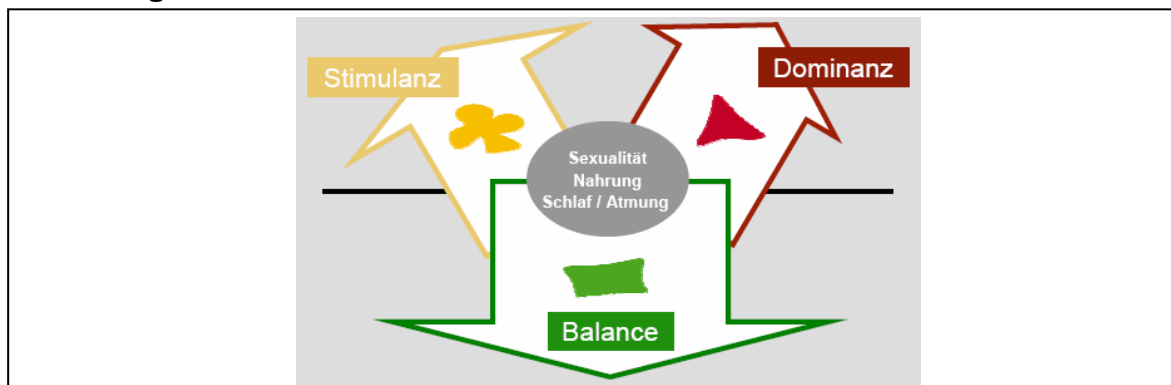 Stimulanz
Dominanz
Sexualität
Nahrung
Schlaf / Atmung
Balance